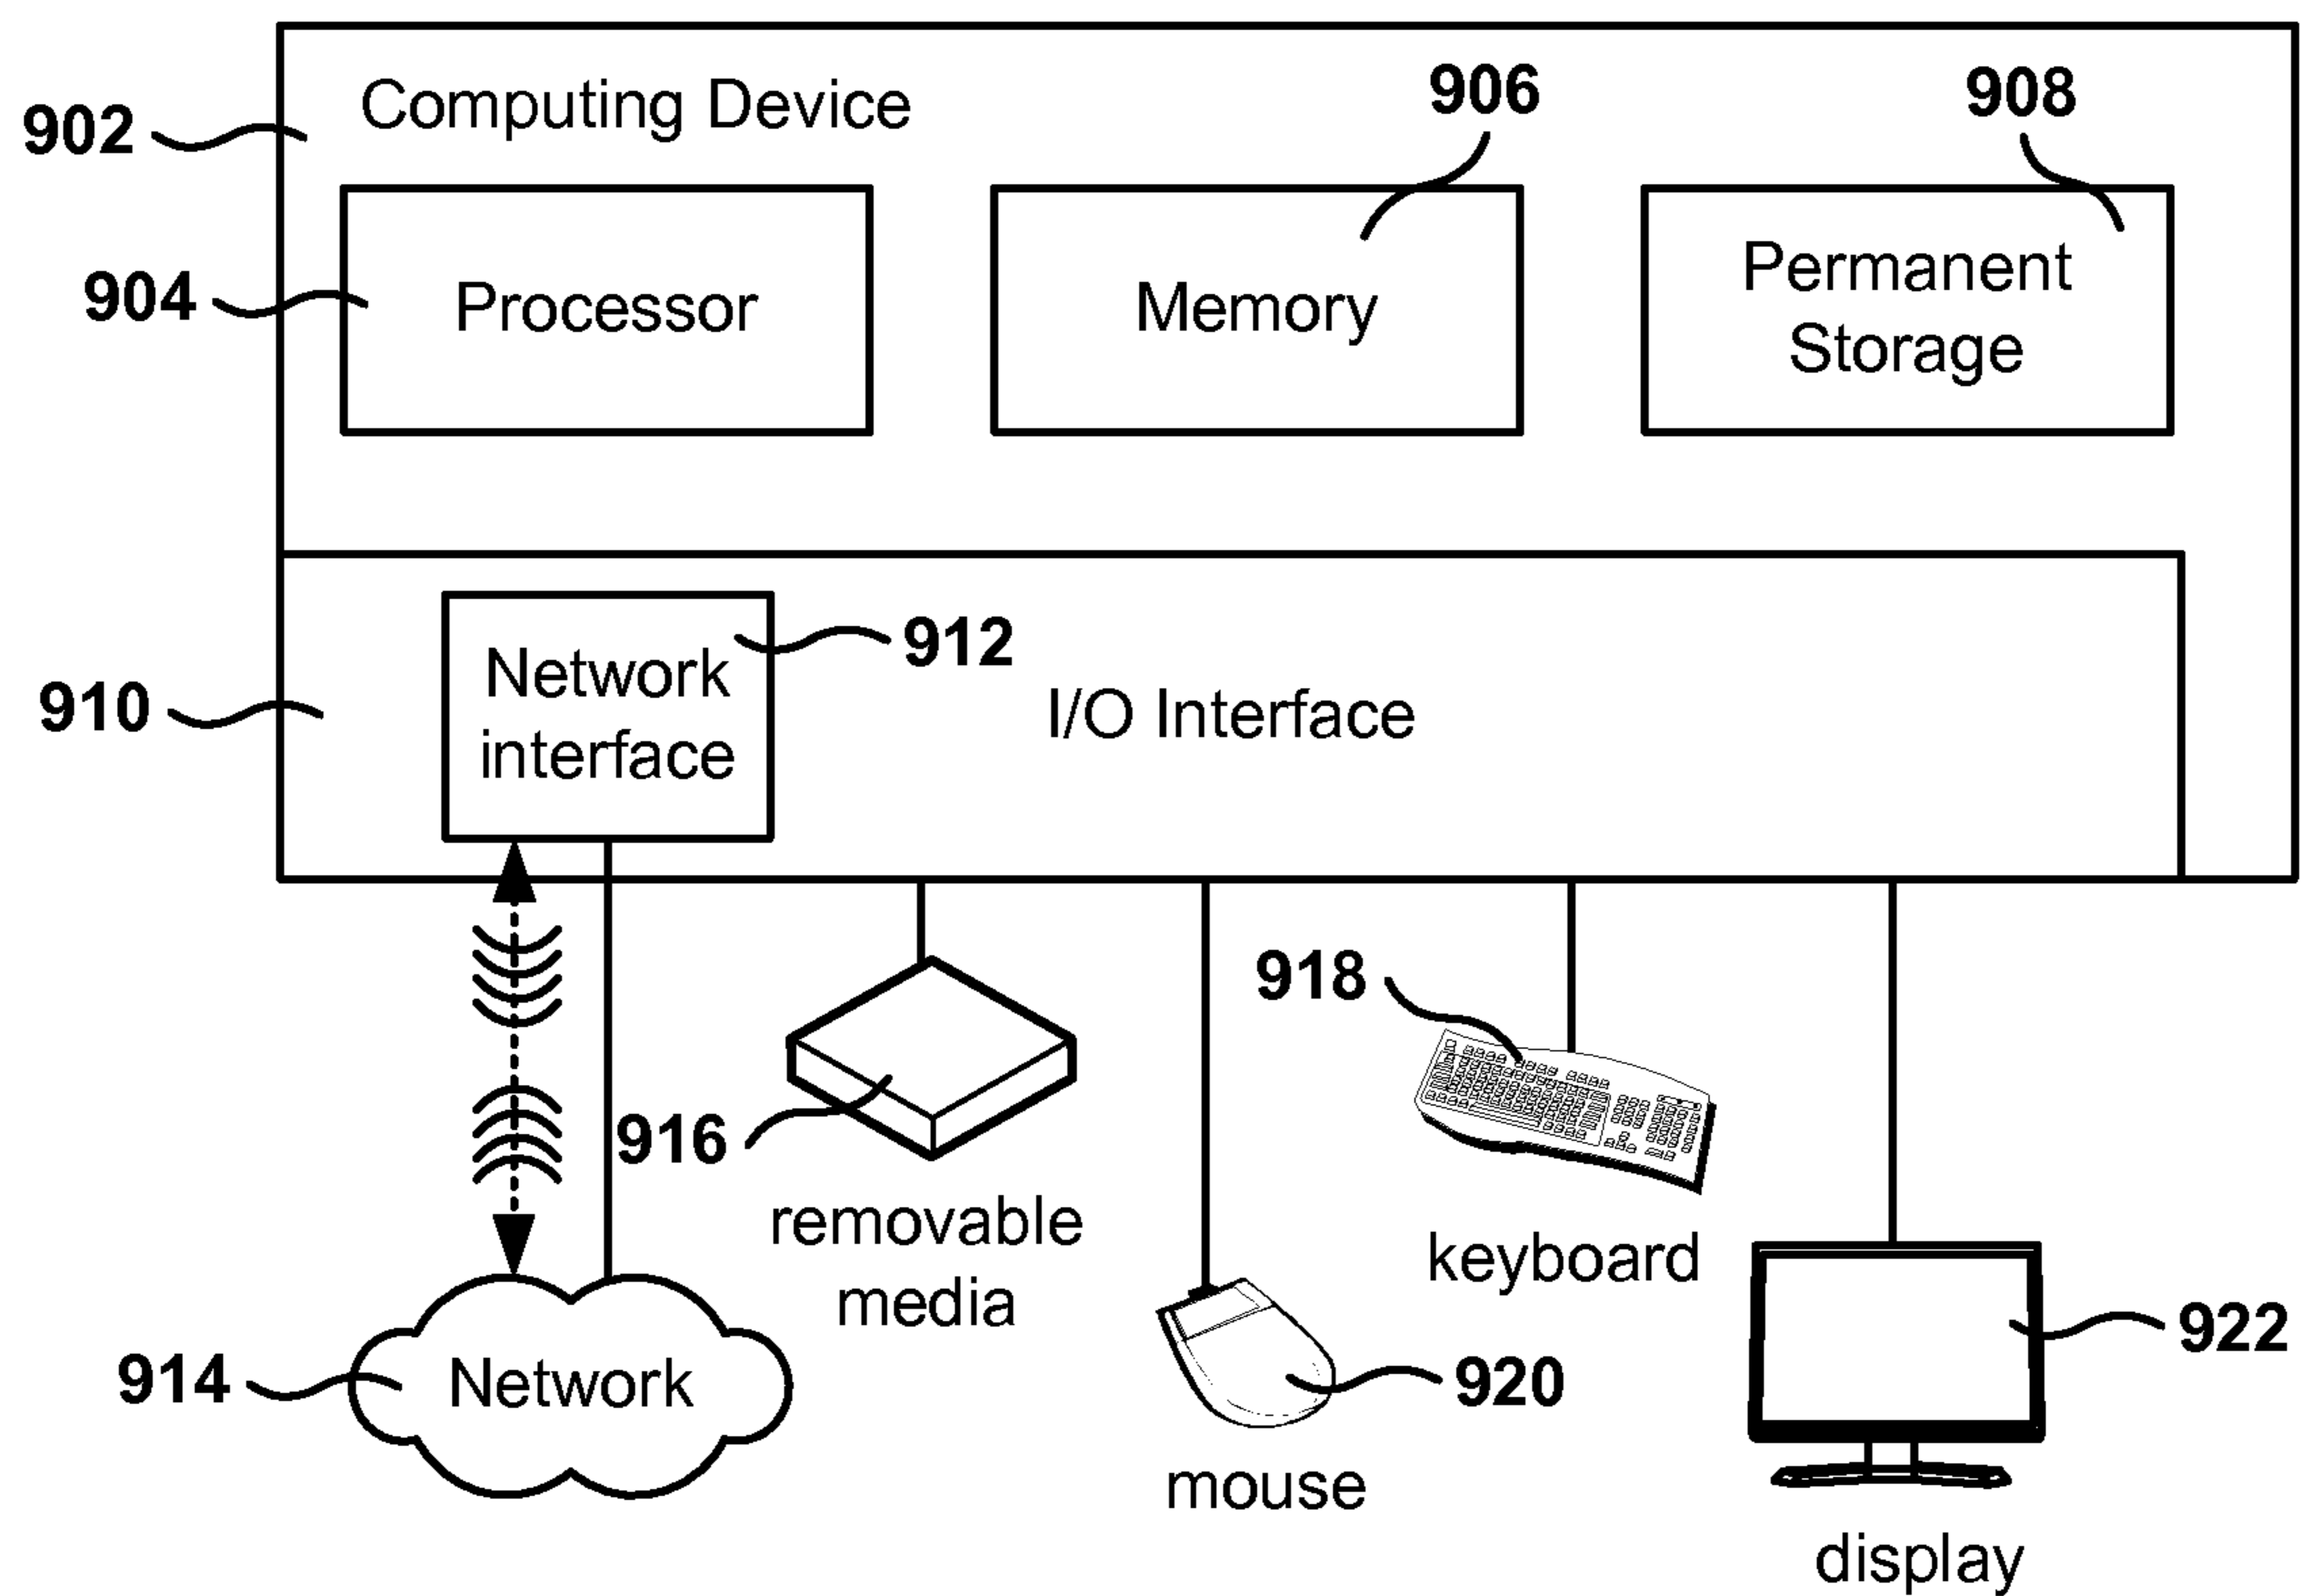 Computing Device
902
906
908
904
Processor
Memory
Permanent
Storage
910
Network
interface
912
I/O Interface
916
removable
media
918
keyboard
914
Network
920
mouse
922
display